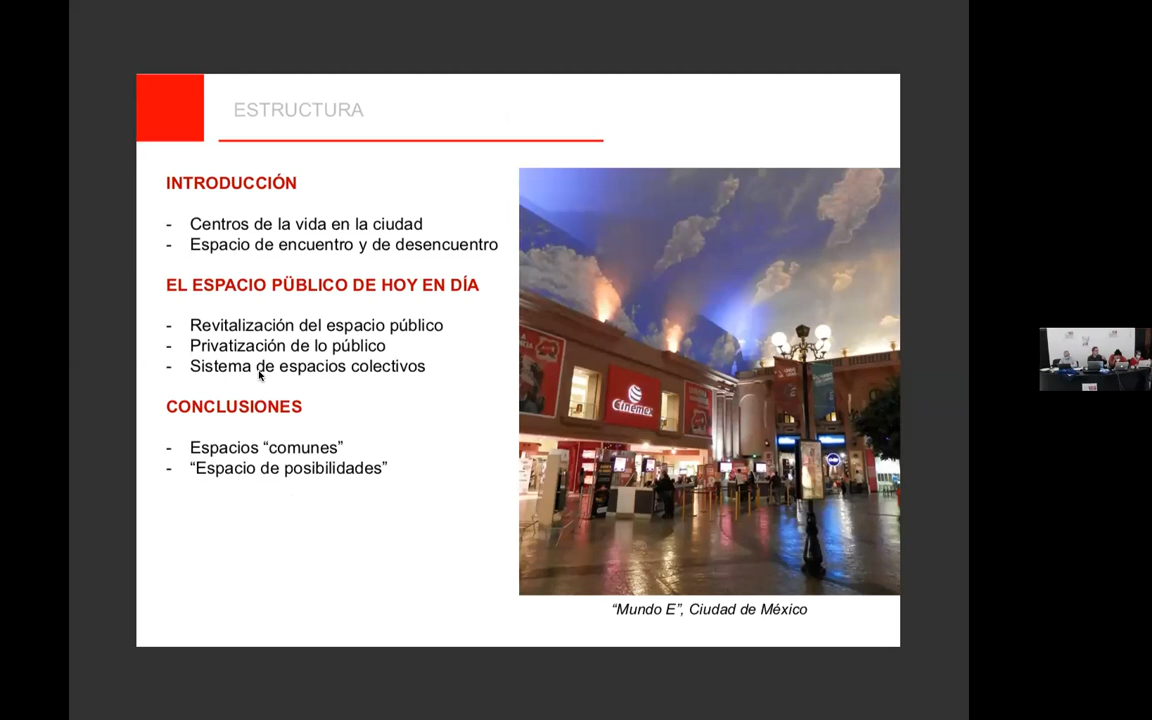 ESTRUCTURA
INTRODUCCIÓN
- Centros de la vida en la ciudad
- Espacio de encuentro y de desencuentro
EL ESPACIO PÜBLICO DE HOY EN DÍA
- Revitalización del espacio público
- Privatización de lo público
- Sistema de espacios colectivos
CONCLUSIONES
- Espacios “comunes”
- “Espacio de posibilidades”
Cinemex
“Mundo E”, Ciudad de México